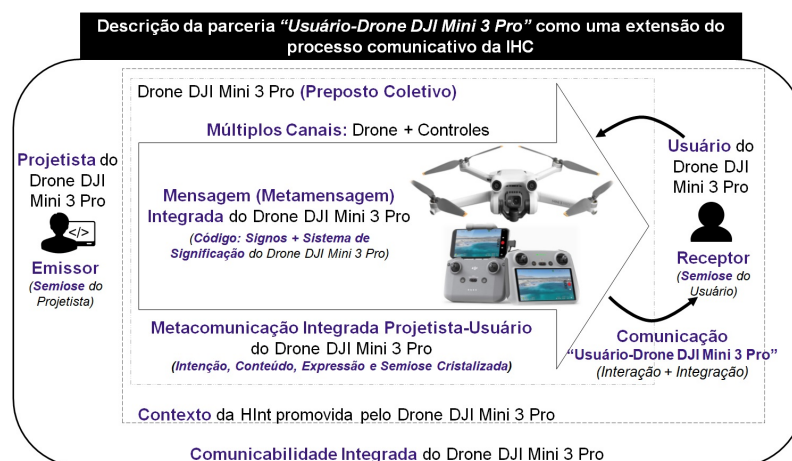 Descrição da parceria “Usuário-Drone DJI Mini 3 Pro” como uma extensão do
processo comunicativo da IHC
Drone DJI Mini 3 Pro (Preposto Coletivo)
Múltiplos Canais: Drone + Controles
Projetista do
Drone DJI
Mini 3 Pro
</>
Emissor
(Semiose do
Projetista)
Mensagem (Metamensagem)
Integrada do Drone DJI Mini 3 Pro
(Código: Signos + Sistema de
Significação do Drone DJI Mini 3 Pro)
Metacomunicação Integrada Projetista-Usuário
do Drone DJI Mini 3 Pro
(Intenção, Conteúdo, Expressão e Semiose Cristalizada)
Usuário do
Drone DJI
Mini 3 Pro
Receptor
(Semiose do
Usuário)
Comunicação
“Usuário-Drone DJI Mini 3 Pro”
(Interação + Integração)
Contexto da HInt promovida pelo Drone DJI Mini 3 Pro
Comunicabilidade Integrada do Drone DJI Mini 3 Pro